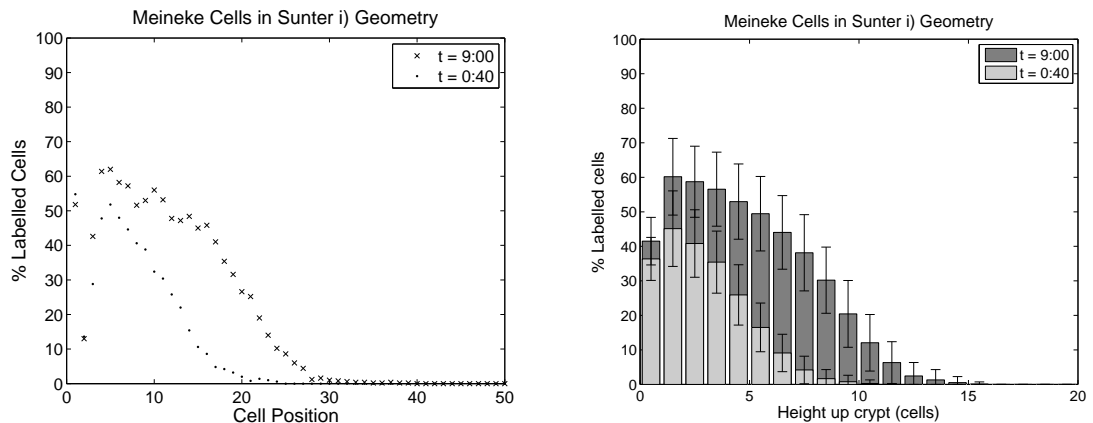 Meineke Cells in Sunter i) Geometry
100
90
80
70
60
50
40
30
20
10
0
% Labelled Cells
× t = 9:00
· t = 0:40
0 10 20 30 40 50
Cell Position
Meineke Cells in Sunter i) Geometry
100
90
80
70
60
50
40
30
20
10
0
% Labelled cells
t = 9:00
t = 0:40
0 5 10 15 20
Height up crypt (cells)